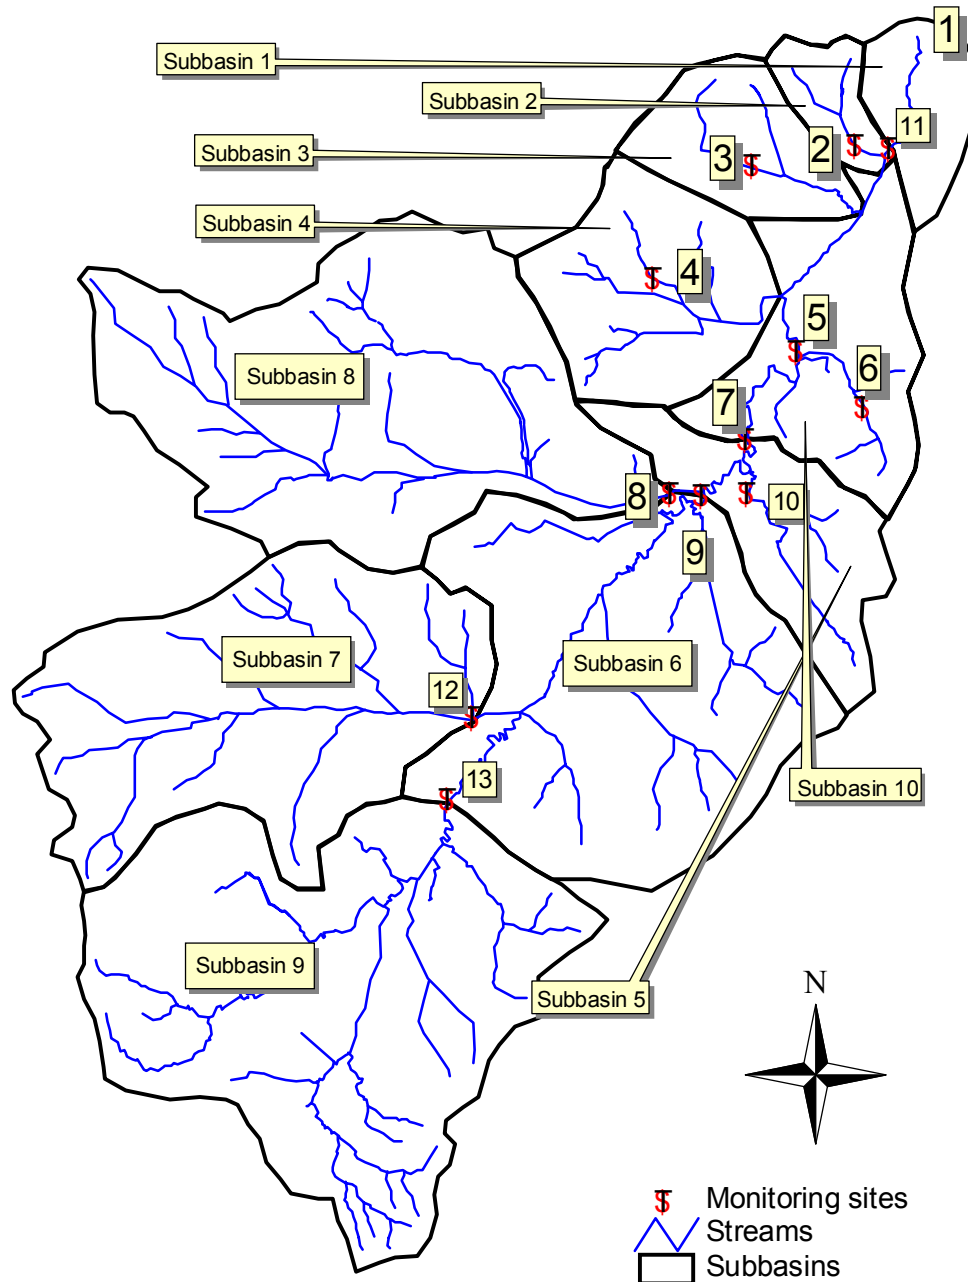 1
Subbasin 1
Subbasin 2
11
2
Subbasin 3
3
Subbasin 4
4
5
6
Subbasin 8
7
8
10
9
Subbasin 7
Subbasin 6
12
13
Subbasin 10
Subbasin 9
Subbasin 5
N
Monitoring sites
Streams
Subbasins